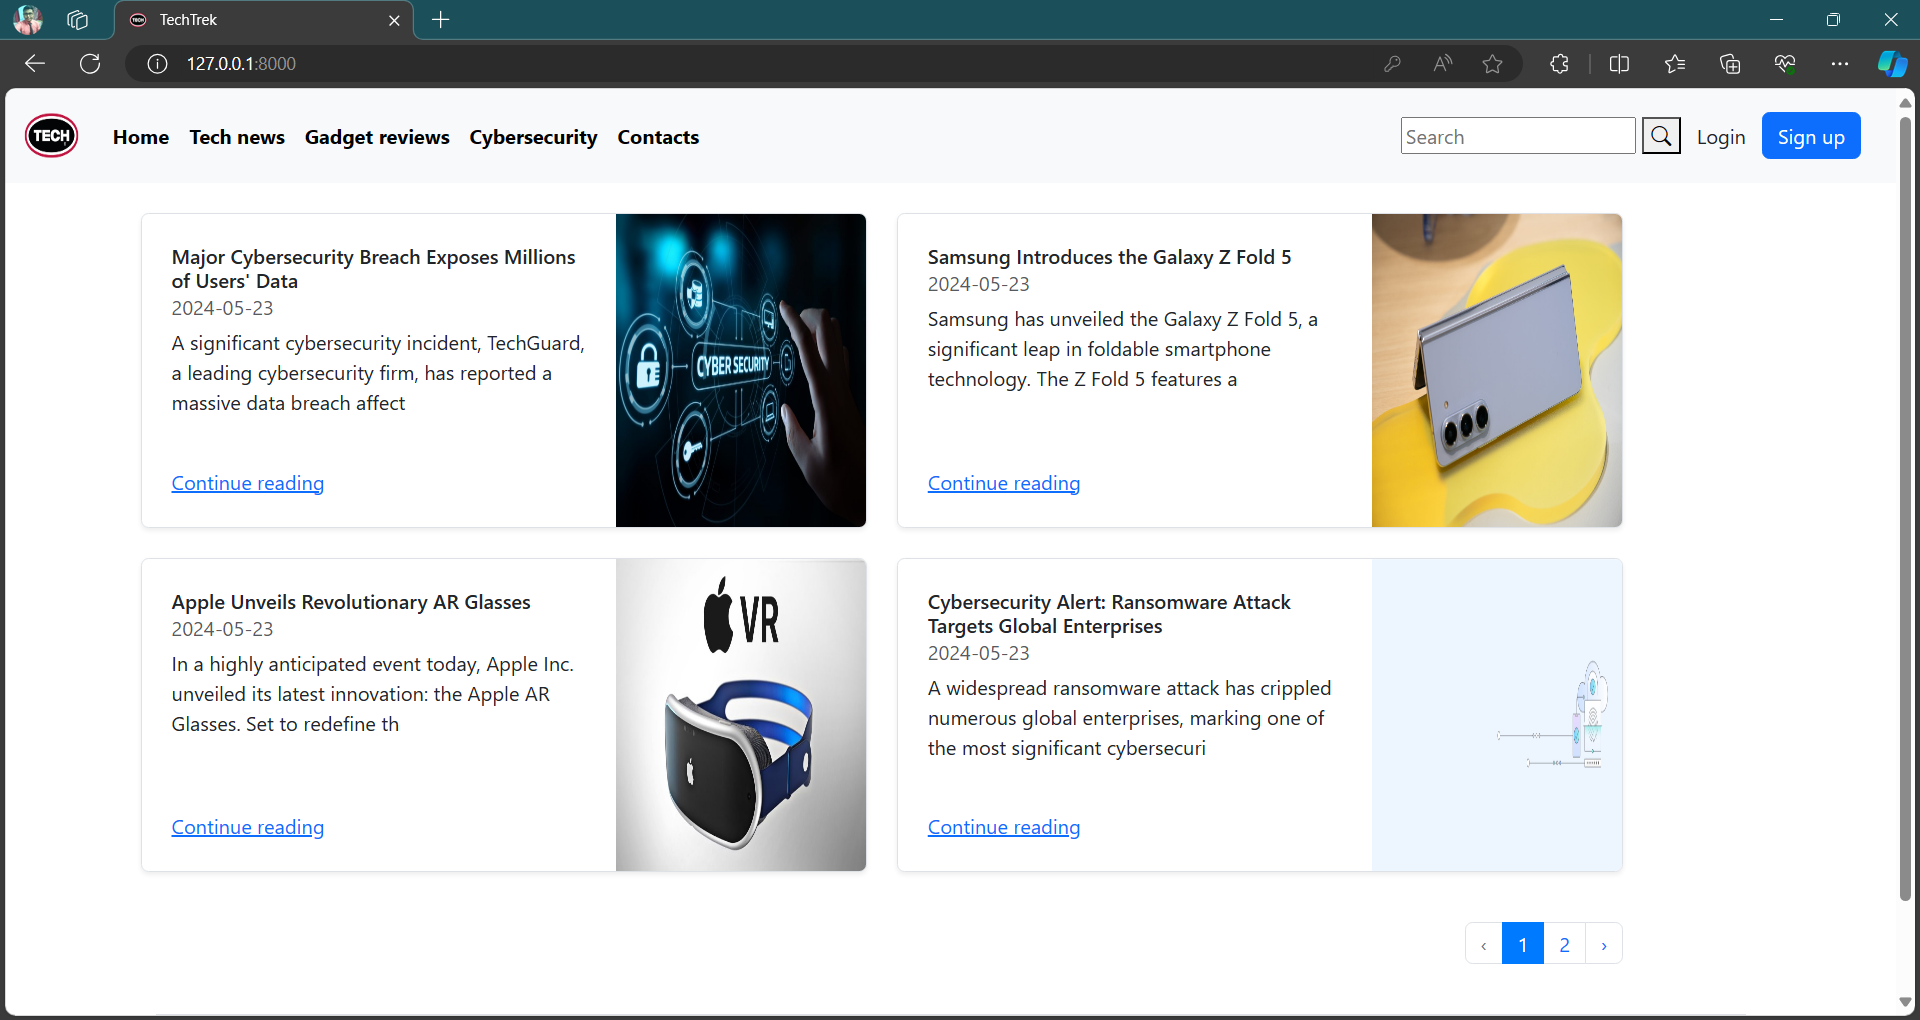 TechTrek
127.0.0.1:8000
TECH
Home Tech news Gadget reviews Cybersecurity Contacts
Search
Login
Sign up
Major Cybersecurity Breach Exposes Millions
of Users' Data
2024-05-23
A significant cybersecurity incident, TechGuard,
a leading cybersecurity firm, has reported a
massive data breach affect
Continue reading
CYBER SECURITY
Samsung Introduces the Galaxy Z Fold 5
2024-05-23
Samsung has unveiled the Galaxy Z Fold 5, a
significant leap in foldable smartphone
technology. The Z Fold 5 features a
Continue reading
Apple Unveils Revolutionary AR Glasses
2024-05-23
In a highly anticipated event today, Apple Inc.
unveiled its latest innovation: the Apple AR
Glasses. Set to redefine th
Continue reading
VR
Cybersecurity Alert: Ransomware Attack
Targets Global Enterprises
2024-05-23
A widespread ransomware attack has crippled
numerous global enterprises, marking one of
the most significant cybersecuri
Continue reading
‹ 1 2 ›